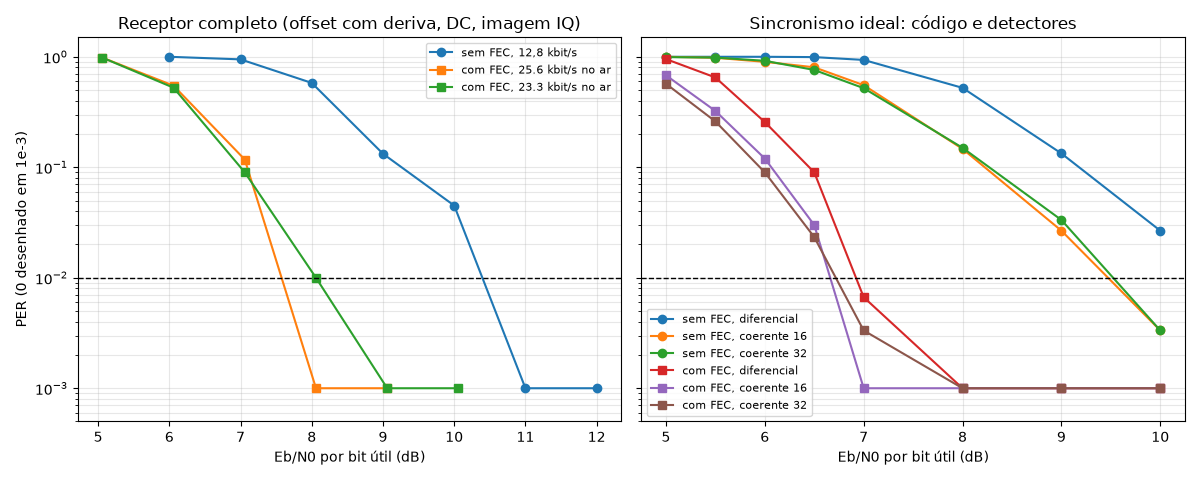 Receptor completo (offset com deriva, DC, imagem IQ)
PER (0 desenhado em 1e-3)
10⁰
10⁻¹
10⁻²
10⁻³
sem FEC, 12,8 kbit/s
com FEC, 25.6 kbit/s no ar
com FEC, 23.3 kbit/s no ar
5 6 7 8 9 10 11 12
Eb/N0 por bit útil (dB)
Sincronismo ideal: código e detectores
sem FEC, diferencial
sem FEC, coerente 16
sem FEC, coerente 32
com FEC, diferencial
com FEC, coerente 16
com FEC, coerente 32
5 6 7 8 9 10
Eb/N0 por bit útil (dB)